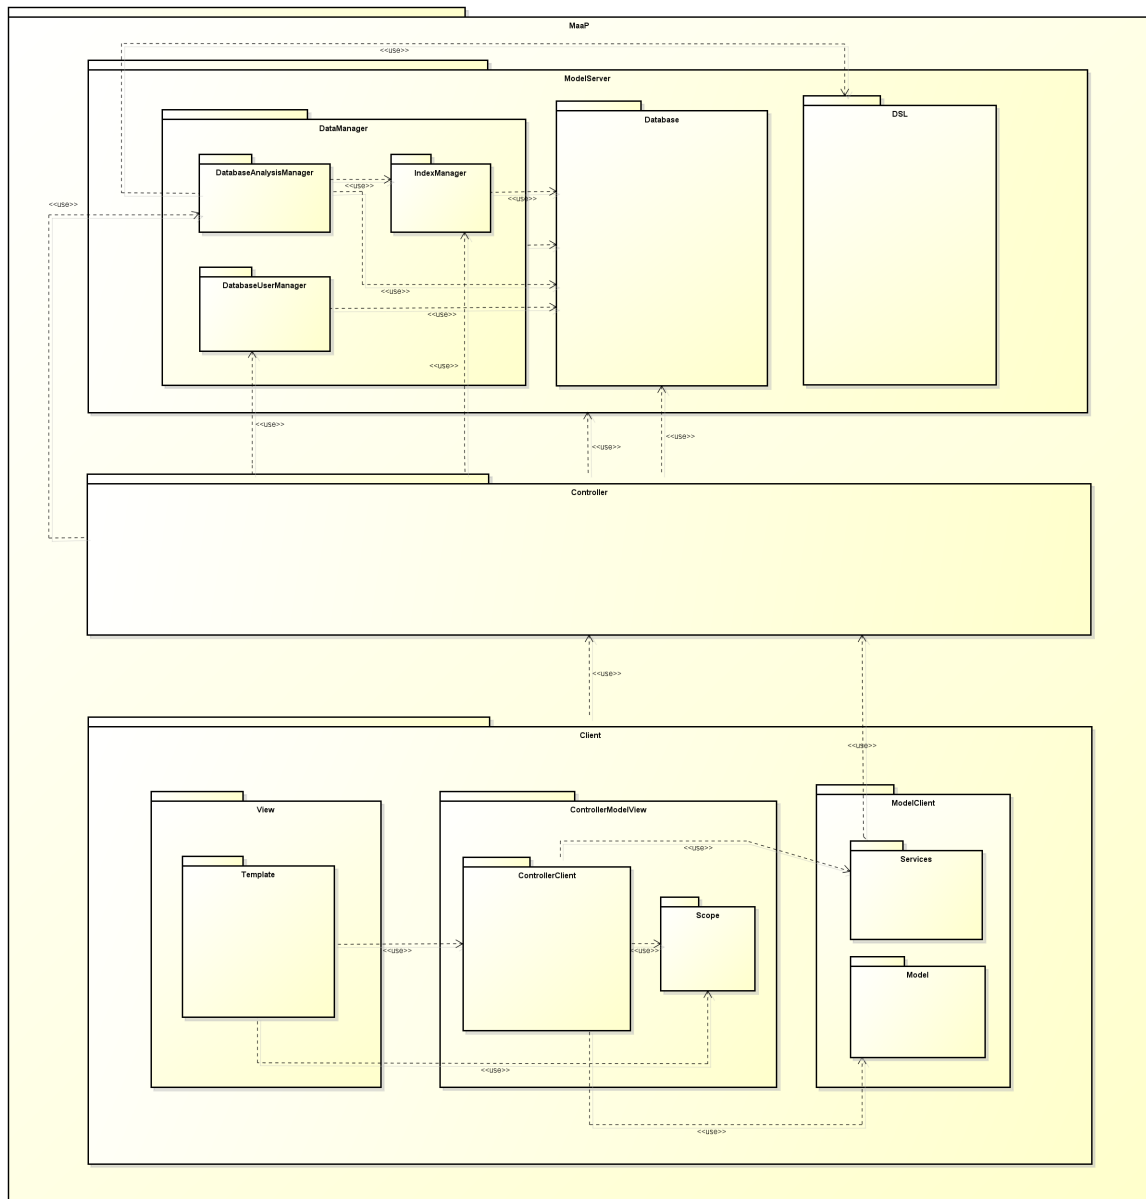 MaaP
<<use>>
ModelServer
DataManager
Database
DSL
DatabaseAnalysisManager
IndexManager
<<use>>
<<use>>
<<use>>
DatabaseUserManager
<<use>>
<<use>>
<<use>>
<<use>>
<<use>>
<<use>>
Controller
<<use>>
Client
<<use>>
View
ControllerModelView
ModelClient
<<use>>
Services
Template
ControllerClient
Scope
<<use>>
<<use>>
Model
<<use>>
<<use>>